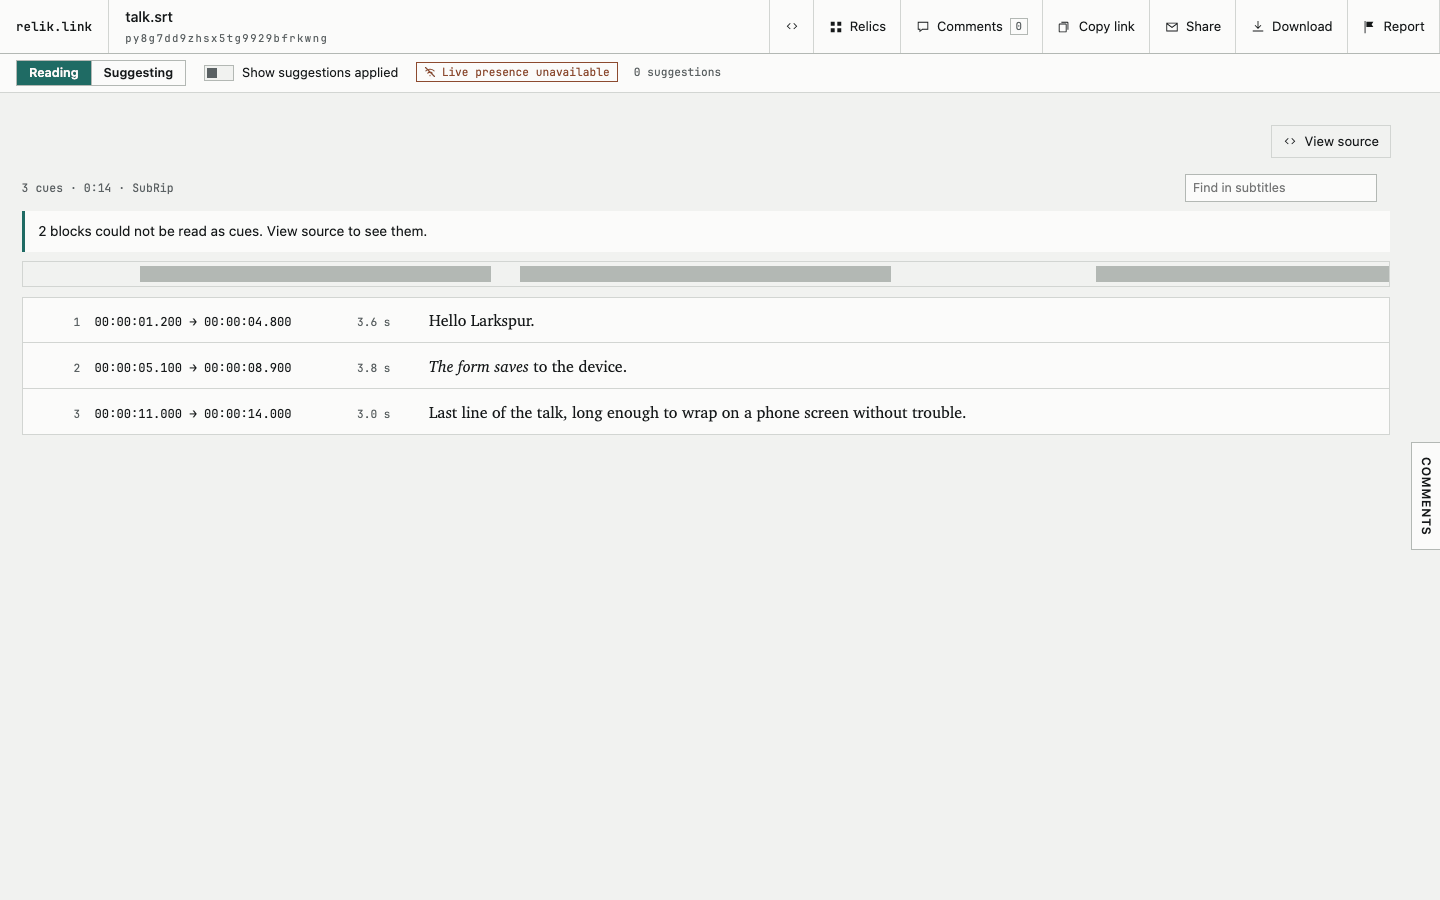 relik.link
talk.srt
py8g7dd9zhsx5tg9929bfrkwng
Relics
Comments 0
Copy link
Share
Download
Report
Reading
Suggesting
Show suggestions applied
Live presence unavailable
0 suggestions
View source
3 cues · 0:14 · SubRip
Find in subtitles
2 blocks could not be read as cues. View source to see them.
1 00:00:01.200 → 00:00:04.800 3.6 s Hello Larkspur.
2 00:00:05.100 → 00:00:08.900 3.8 s The form saves to the device.
3 00:00:11.000 → 00:00:14.000 3.0 s Last line of the talk, long enough to wrap on a phone screen without trouble.
COMMENTS